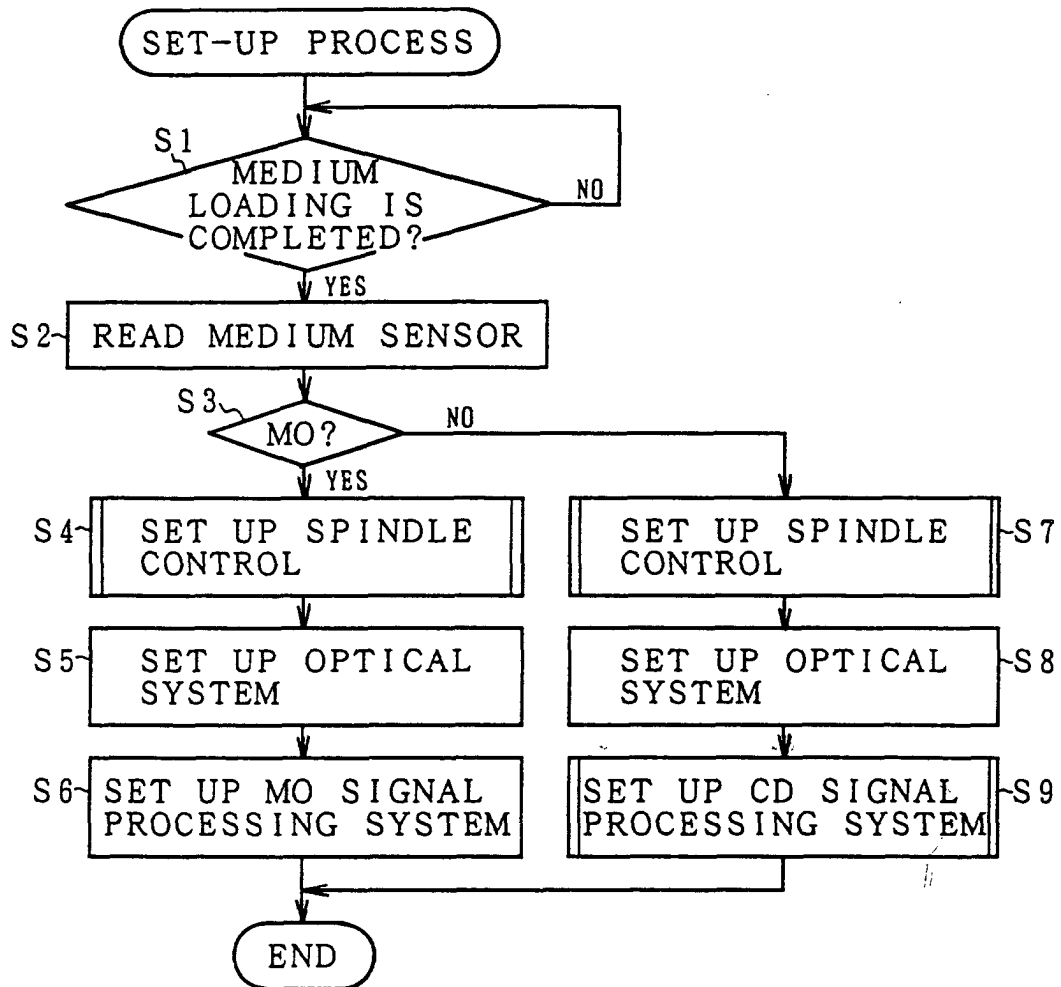 SET-UP PROCESS
S1
MEDIUM
LOADING IS
COMPLETED?
NO
YES
S2
READ MEDIUM SENSOR
S3
MO?
NO
YES
S4
SET UP SPINDLE
CONTROL
SET UP SPINDLE
CONTROL
S7
S5
SET UP OPTICAL
SYSTEM
SET UP OPTICAL
SYSTEM
S8
S6
SET UP MO SIGNAL
PROCESSING SYSTEM
SET UP CD SIGNAL
PROCESSING SYSTEM
S9
END